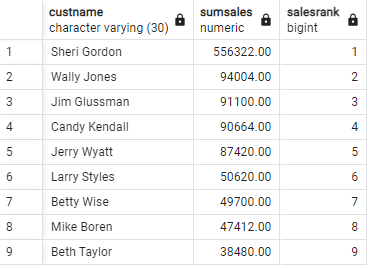 custname sumsales salesrank
character varying (30) numeric bigint
1 Sheri Gordon 556322.00 1
2 Wally Jones 94004.00 2
3 Jim Glussman 91100.00 3
4 Candy Kendall 90664.00 4
5 Jerry Wyatt 87420.00 5
6 Larry Styles 50620.00 6
7 Betty Wise 49700.00 7
8 Mike Boren 47412.00 8
9 Beth Taylor 38480.00 9